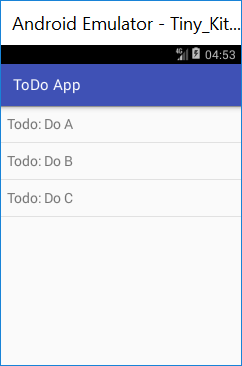 Android Emulator - Tiny_Kit...
4G 04:53
ToDo App
Todo: Do A
Todo: Do B
Todo: Do C